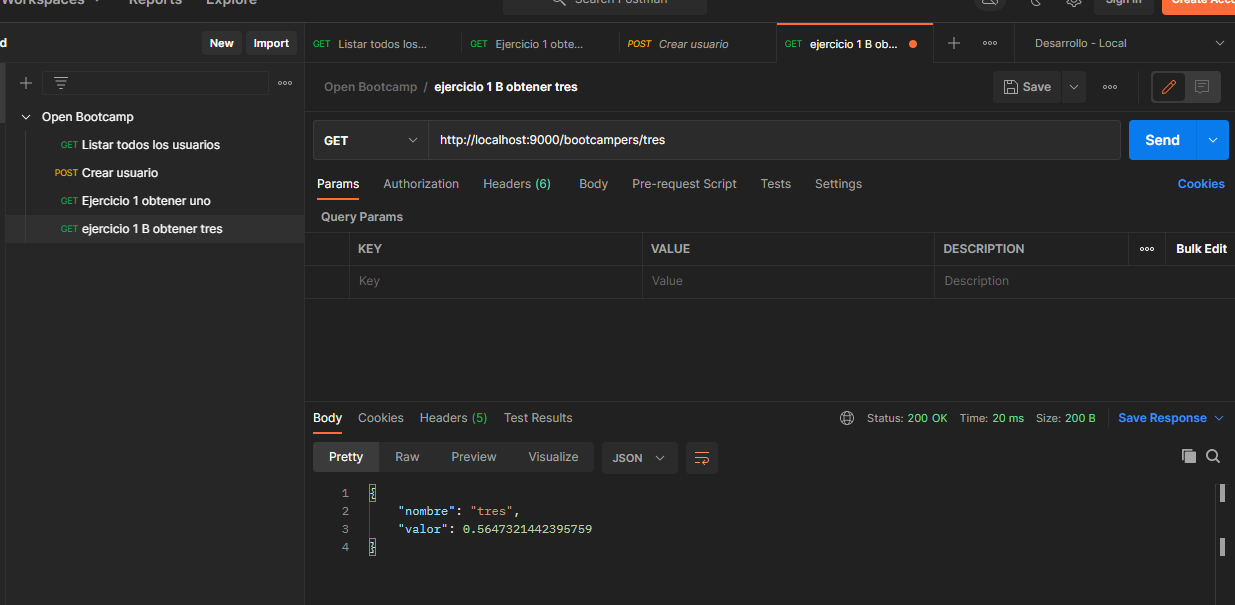 Workspaces Reports Explore Search Postman Sign in Create Acc
d New Import GET Listar todos los... GET Ejercicio 1 obte... POST Crear usuario GET ejercicio 1 B ob... Desarrollo - Local
Open Bootcamp / ejercicio 1 B obtener tres Save
Open Bootcamp
GET Listar todos los usuarios
POST Crear usuario
GET Ejercicio 1 obtener uno
GET ejercicio 1 B obtener tres
GET http://localhost:9000/bootcampers/tres Send
Params Authorization Headers (6) Body Pre-request Script Tests Settings Cookies
Query Params
KEY VALUE DESCRIPTION Bulk Edit
Key Value Description
Body Cookies Headers (5) Test Results Status: 200 OK Time: 20 ms Size: 200 B Save Response
Pretty Raw Preview Visualize JSON
1 {
2 "nombre": "tres",
3 "valor": 0.5647321442395759
4 }